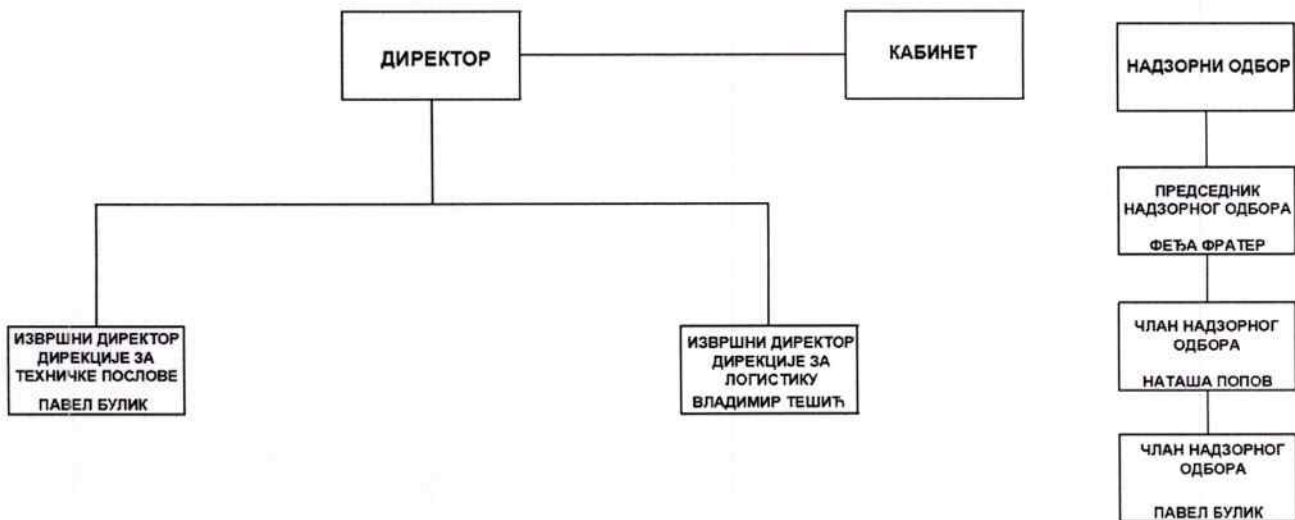 ДИРЕКТОР
КАБИНЕТ
НАДЗОРНИ ОДБОР
ПРЕДСЕДНИК
НАДЗОРНОГ ОДБОРА
ФЕЂА ФРАТЕР
ИЗВРШНИ ДИРЕКТОР
ДИРЕКЦИЈЕ ЗА
ТЕХНИЧКЕ ПОСЛОВЕ
ПАВЕЛ БУЛИК
ИЗВРШНИ ДИРЕКТОР
ДИРЕКЦИЈЕ ЗА
ЛОГИСТИКУ
ВЛАДИМИР ТЕШИЋ
ЧЛАН НАДЗОРНОГ
ОДБОРА
НАТАША ПОПОВ
ЧЛАН НАДЗОРНОГ
ОДБОРА
ПАВЕЛ БУЛИК